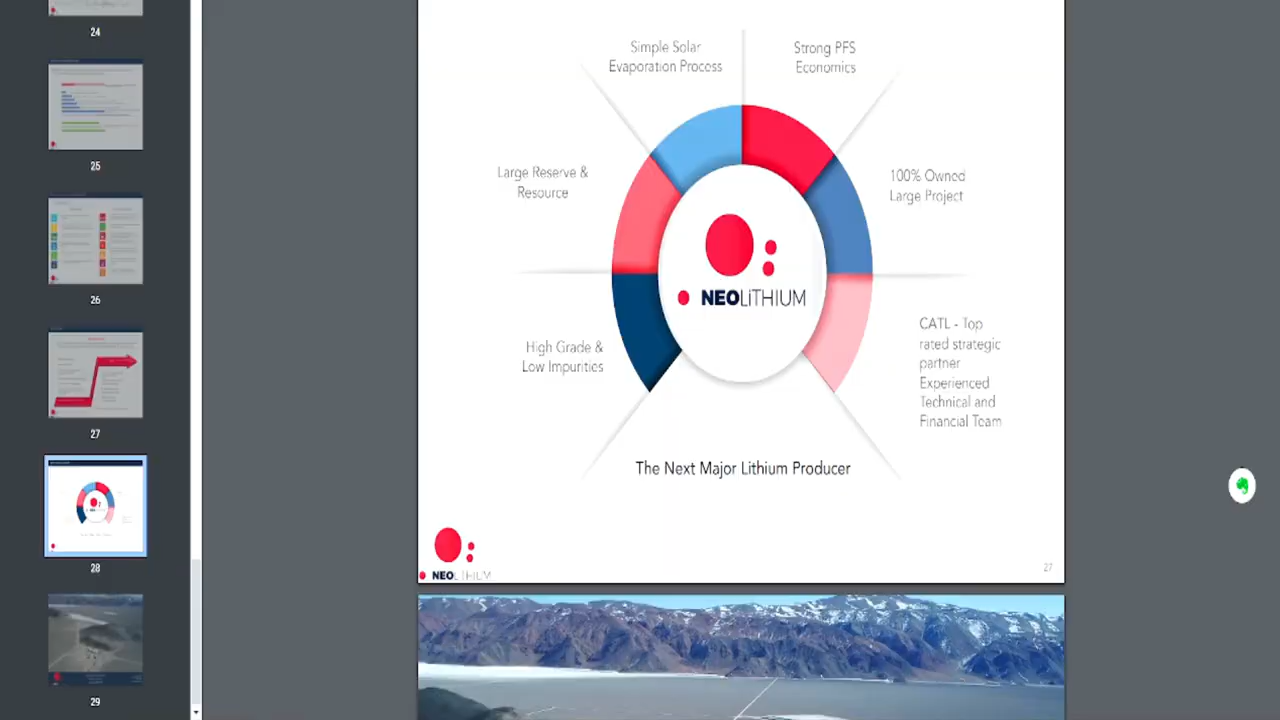 24
25
26
27
28
29
Simple Solar
Evaporation Process
Strong PFS
Economics
Large Reserve &
Resource
100% Owned
Large Project
NEOLiTHIUM
High Grade &
Low Impurities
CATL - Top
rated strategic
partner
Experienced
Technical and
Financial Team
The Next Major Lithium Producer
NEOLiTHIUM
27